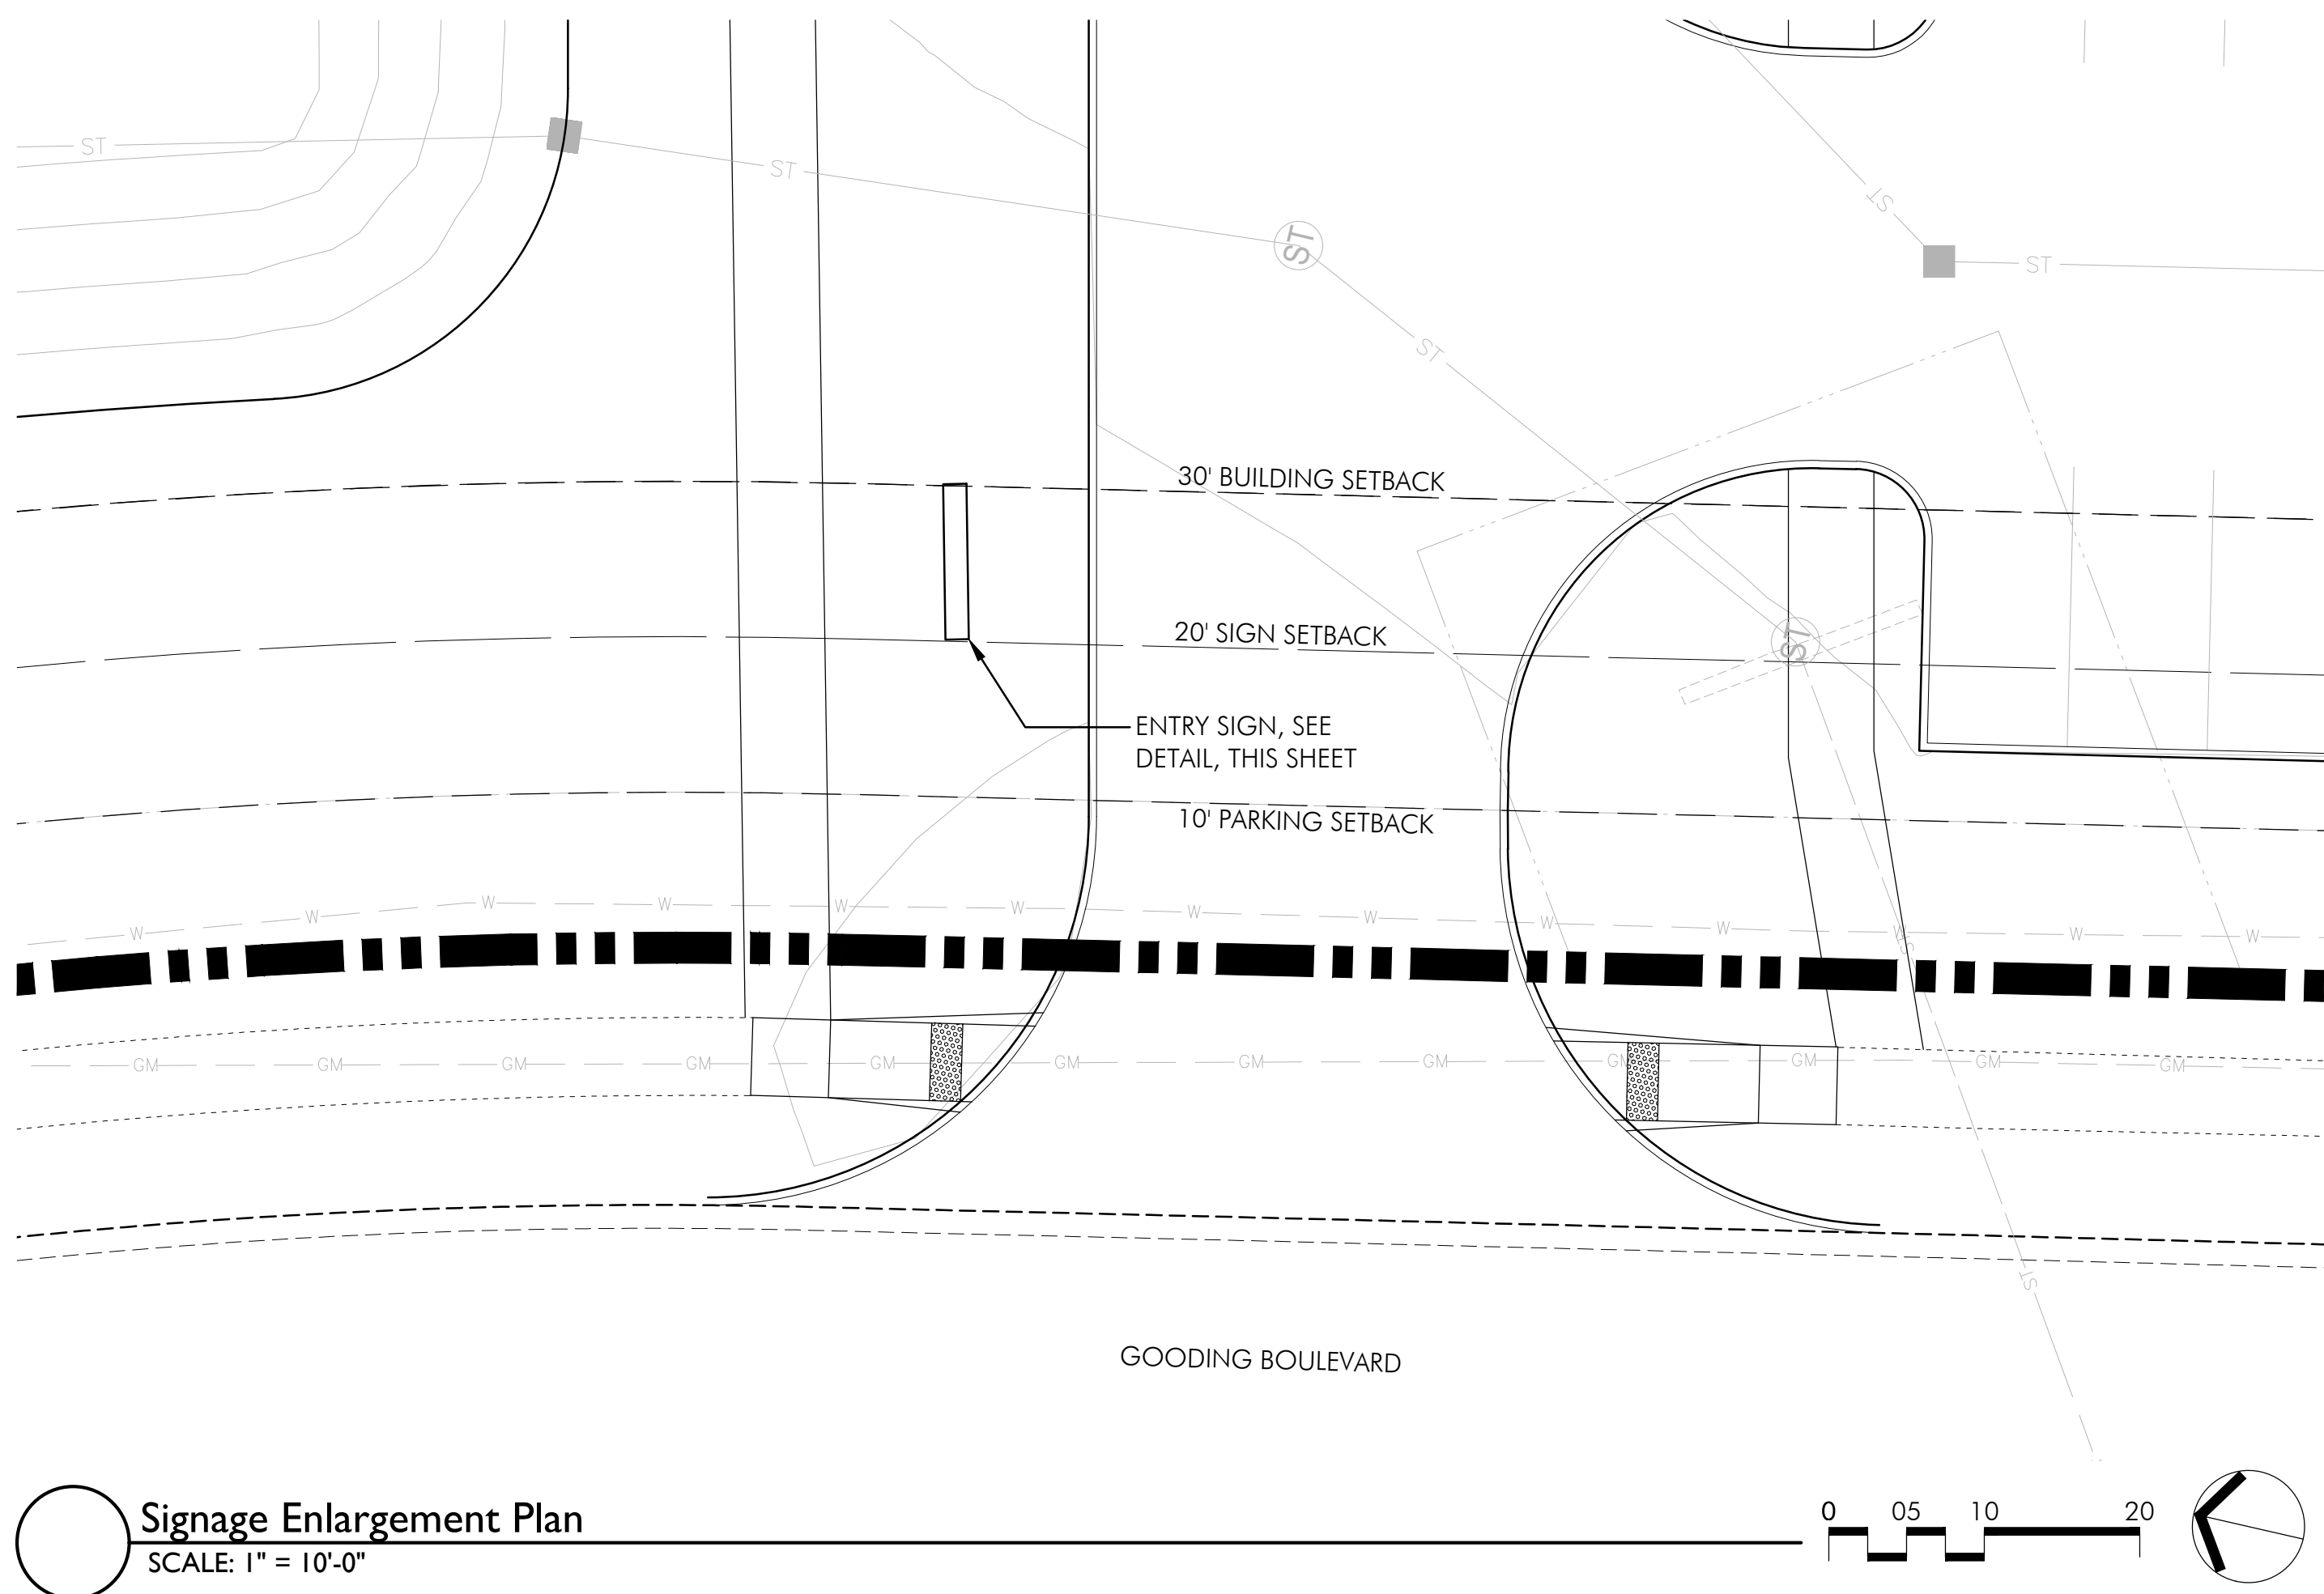 ST
ST
ST
ST
ST
ST
ST
30' BUILDING SETBACK
20' SIGN SETBACK
ENTRY SIGN, SEE
DETAIL, THIS SHEET
10' PARKING SETBACK
W W W W W W W W W W W W W
ST
GM GM GM GM GM GM GM GM GM GM GM GM
ST
GOODING BOULEVARD
Signage Enlargement Plan
SCALE: 1" = 10'-0"
0 05 10 20